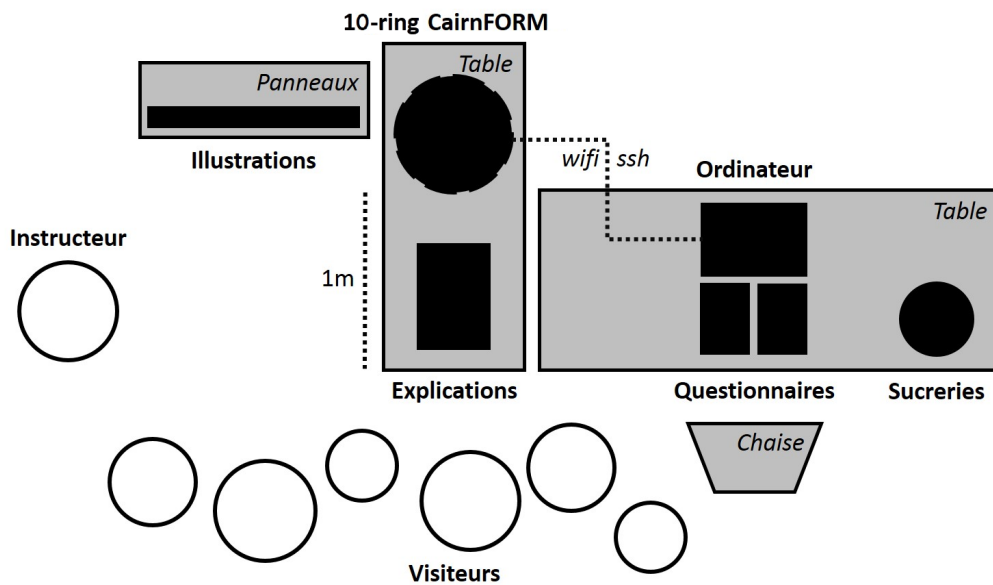 10-ring CairnFORM
Table
Panneaux
Illustrations
wifi ssh
Ordinateur
Table
Instructeur
1m
Explications
Questionnaires
Sucreries
Chaise
Visiteurs